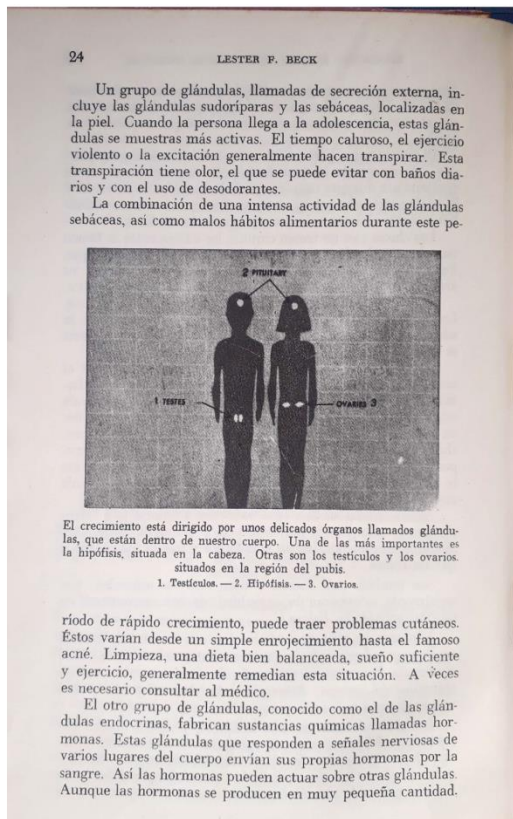 24
LESTER F. BECK
Un grupo de glándulas, llamadas de secreción externa, in-
cluye las glándulas sudoríparas y las sebáceas, localizadas en
la piel. Cuando la persona llega a la adolescencia, estas glán-
dulas se muestras más activas. El tiempo caluroso, el ejercicio
violento o la excitación generalmente hacen transpirar. Esta
transpiración tiene olor, el que se puede evitar con baños dia-
rios y con el uso de desodorantes.
La combinación de una intensa actividad de las glándulas
sebáceas, asi como malos hábitos alimentarios durante este pe-
2 PITUITARY
1 TESTES
OVARIES 3
El crecimiento está dirigido por unos delicados órganos llamados glándu-
las, que están dentro de nuestro cuerpo. Una de las más importantes es
la hipófisis, situada en la cabeza. Otras son los testículos y los ovarios.
situados en la región del pubis.
1. Testículos. — 2. Hipófisis. — 3. Ovarios.
ríodo de rápido crecimiento, puede traer problemas cutáneos.
Éstos varían desde un simple enrojecimiento hasta el famoso
acné. Limpieza, una dieta bien balanceada, sueño suficiente
y ejercicio, generalmente remedian esta situación. A veces
es necesario consultar al médico.
El otro grupo de glándulas, conocido como el de las glán-
dulas endocrinas, fabrican sustancias químicas llamadas hor-
monas. Estas glándulas que responden a señales nerviosas de
varios lugares del cuerpo envían sus propias hormonas por la
sangre. Así las hormonas pueden actuar sobre otras glándulas.
Aunque las hormonas se producen en muy pequeña cantidad.